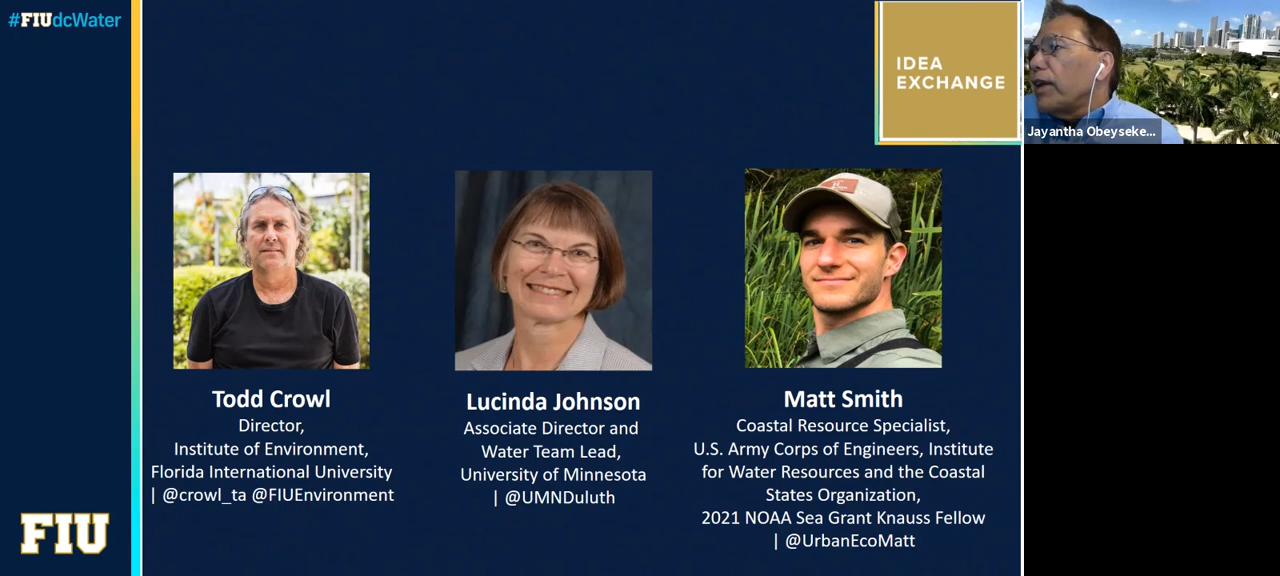 #FIUdcWater
IDEA
EXCHANGE
Jayantha Obeyseke...
Todd Crowl
Director,
Institute of Environment,
Florida International University
| @crowl_ta @FIUEnvironment
Lucinda Johnson
Associate Director and
Water Team Lead,
University of Minnesota
| @UMNDuluth
Matt Smith
Coastal Resource Specialist,
U.S. Army Corps of Engineers, Institute
for Water Resources and the Coastal
States Organization,
2021 NOAA Sea Grant Knauss Fellow
| @UrbanEcoMatt
FIU